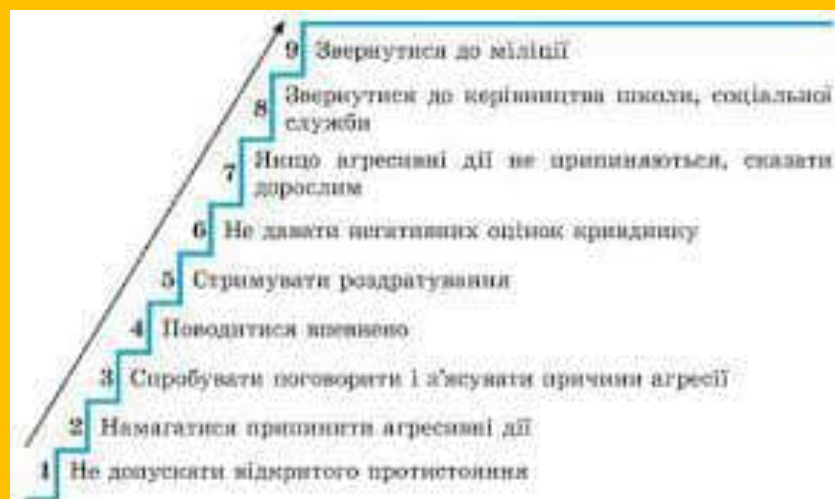 9 Звернутися до міліції
8 Звернутися до керівництва школи, соціальної
служби
7 Якщо агресивні дії не припиняються, сказати
дорослим
6 Не давати негативних оцінок кривднику
5 Стримувати роздратування
4 Поводитися впевнено
3 Спробувати поговорити і з'ясувати причини агресії
2 Намагатися припинити агресивні дії
1 Не допускати відкритого протистояння